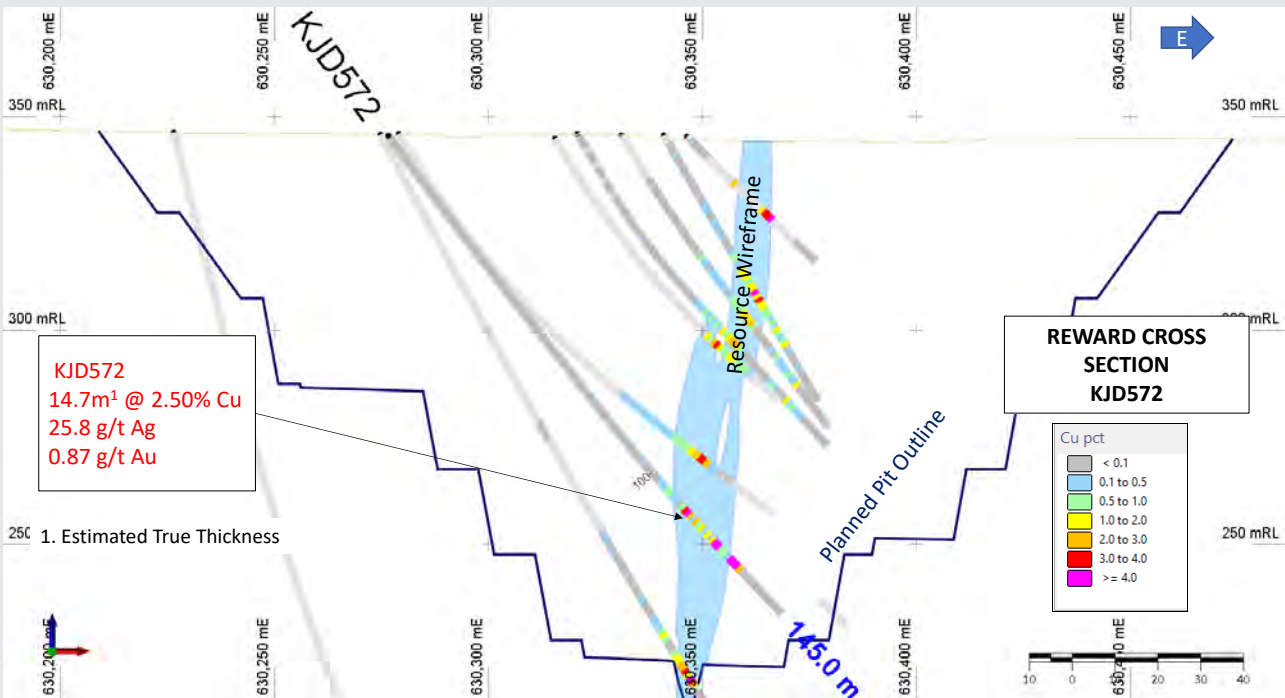 630,200 mE
630,250 mE
630,300 mE
630,350 mE
630,400 mE
630,450 mE
E
KJD572
350 mRL
350 mRL
Resource Wireframe
300 mRL
KJD572
14.7m¹ @ 2.50% Cu
25.8 g/t Ag
0.87 g/t Au
REWARD CROSS
SECTION
KJD572
Planned Pit Outline
Cu pct
< 0.1
0.1 to 0.5
0.5 to 1.0
1.0 to 2.0
2.0 to 3.0
3.0 to 4.0
>= 4.0
100
1. Estimated True Thickness
250
250 mRL
145.0 m
630,200 mE
630,250 mE
630,300 mE
630,350 mE
630,400 mE
10 0 10 20 30 40